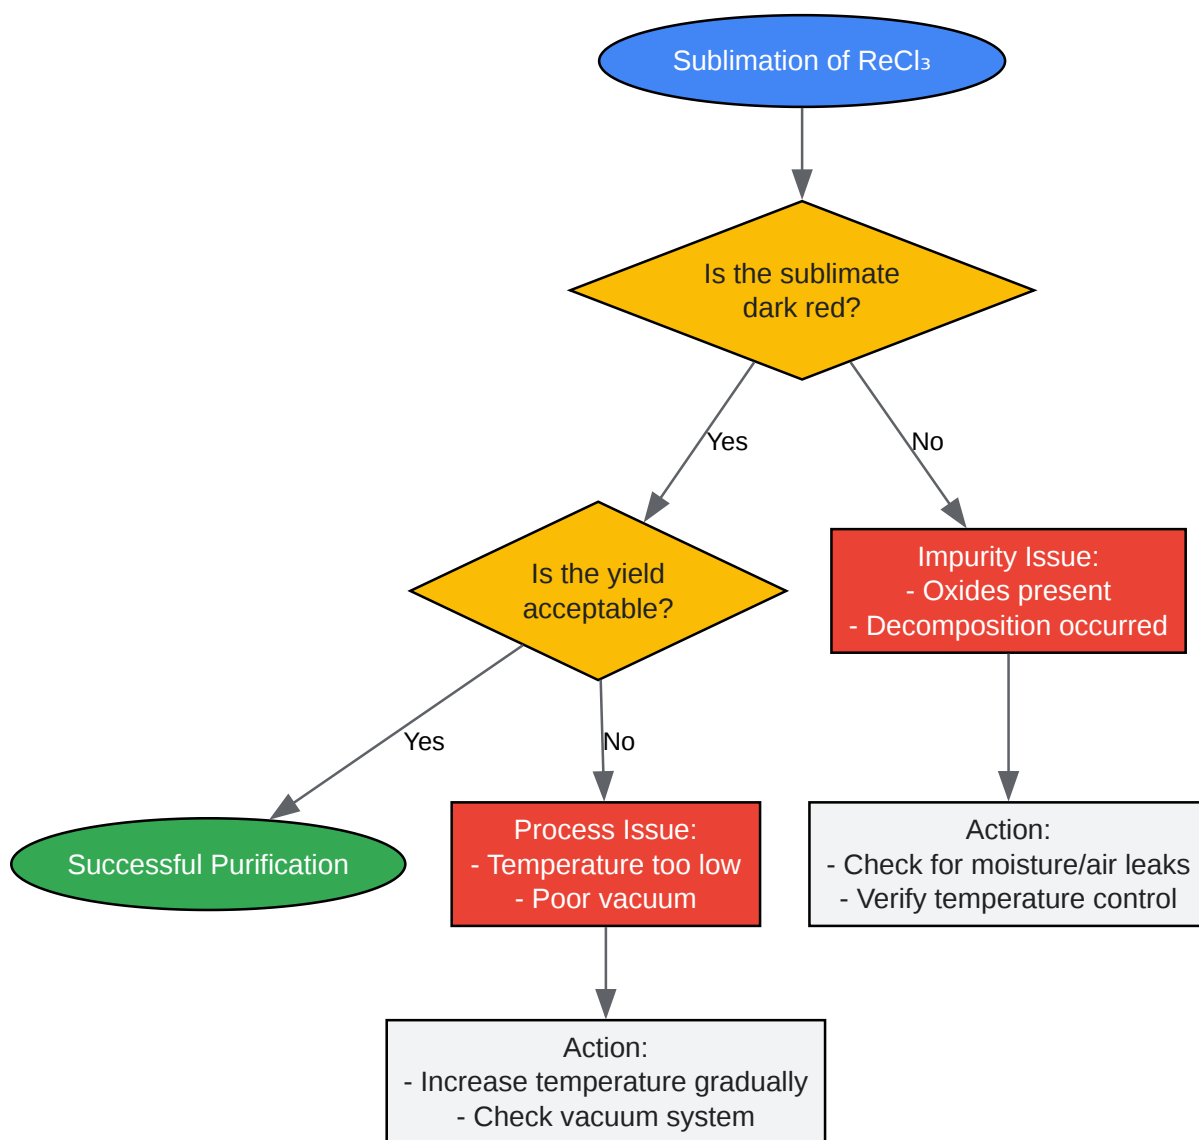 Sublimation of ReCl₃
Is the sublimate
dark red?
Yes
No
Is the yield
acceptable?
Impurity Issue:
- Oxides present
- Decomposition occurred
Yes
No
Successful Purification
Process Issue:
- Temperature too low
- Poor vacuum
Action:
- Check for moisture/air leaks
- Verify temperature control
Action:
- Increase temperature gradually
- Check vacuum system